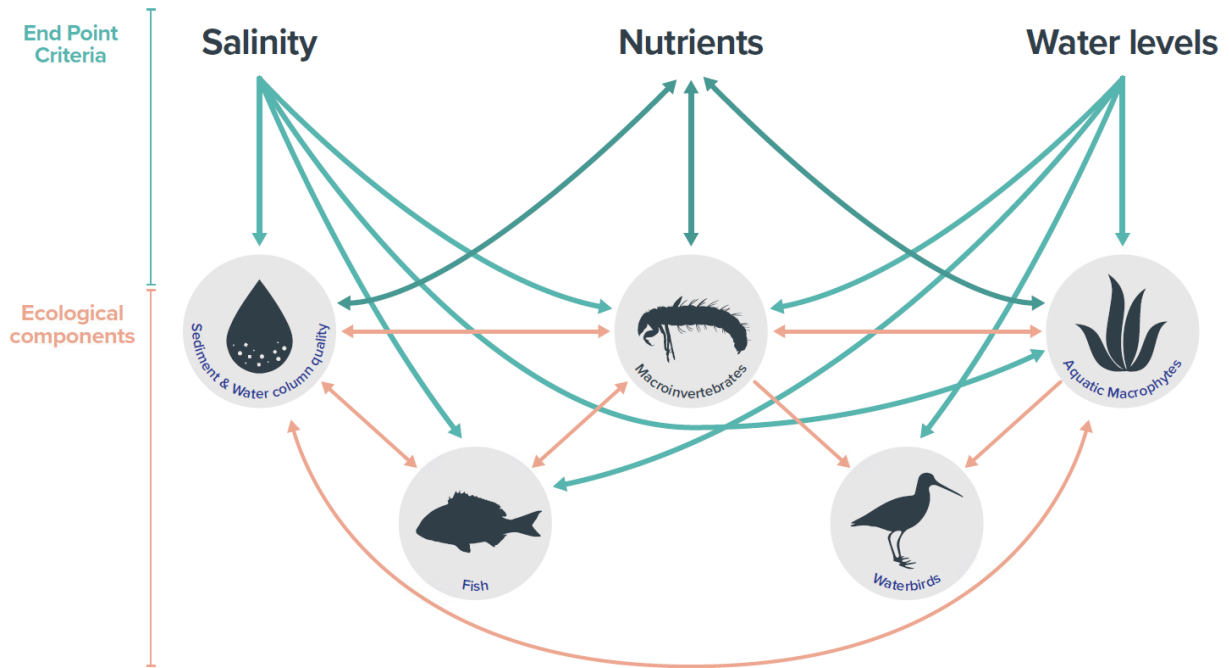 End Point
Criteria
Salinity
Nutrients
Water levels
Ecological
components
Sediment & Water column quality
Macroinvertebrates
Aquatic Macrophytes
Fish
Waterbirds